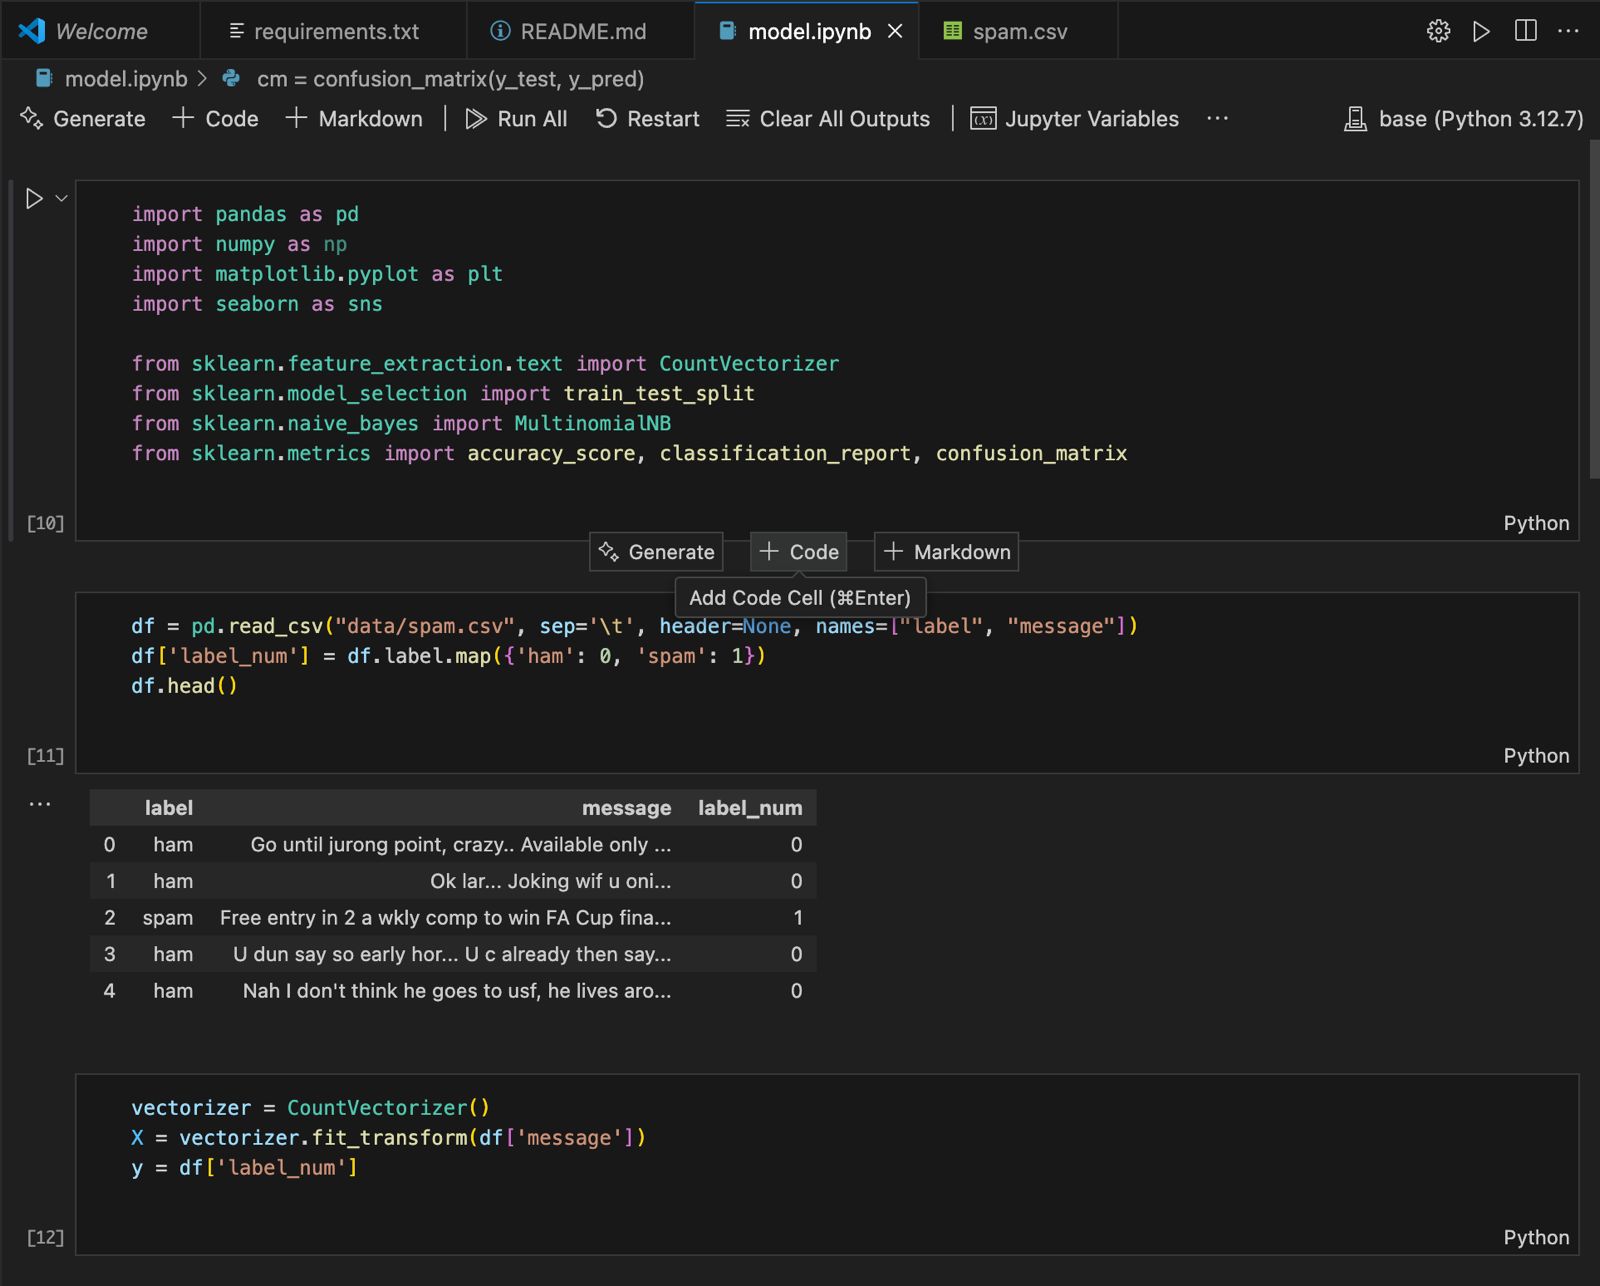 Welcome requirements.txt README.md model.ipynb spam.csv
model.ipynb > cm = confusion_matrix(y_test, y_pred)
Generate + Code + Markdown Run All Restart Clear All Outputs Jupyter Variables ... base (Python 3.12.7)
import pandas as pd
import numpy as np
import matplotlib.pyplot as plt
import seaborn as sns
from sklearn.feature_extraction.text import CountVectorizer
from sklearn.model_selection import train_test_split
from sklearn.naive_bayes import MultinomialNB
from sklearn.metrics import accuracy_score, classification_report, confusion_matrix
[10] Python
Generate + Code + Markdown
Add Code Cell (⌘Enter)
df = pd.read_csv("data/spam.csv", sep='\t', header=None, names=["label", "message"])
df['label_num'] = df.label.map({'ham': 0, 'spam': 1})
df.head()
[11] Python
label message label_num
0 ham Go until jurong point, crazy.. Available only ... 0
1 ham Ok lar... Joking wif u oni... 0
2 spam Free entry in 2 a wkly comp to win FA Cup fina... 1
3 ham U dun say so early hor... U c already then say... 0
4 ham Nah I don't think he goes to usf, he lives aro... 0
vectorizer = CountVectorizer()
X = vectorizer.fit_transform(df['message'])
y = df['label_num']
[12] Python